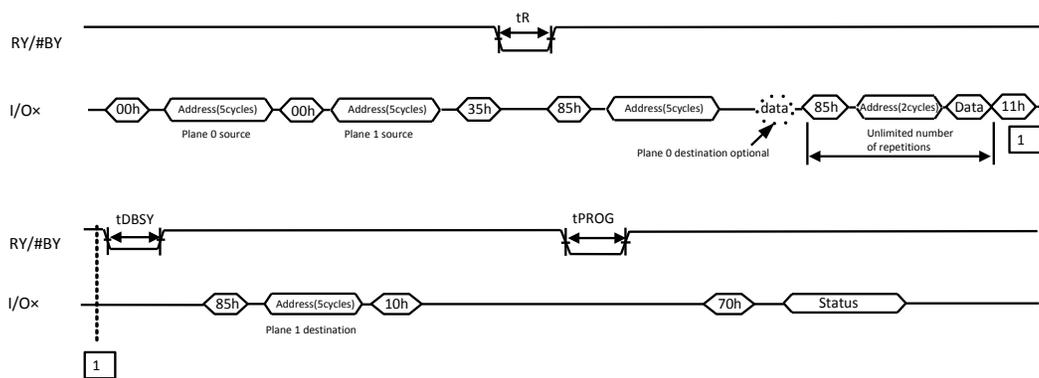 tR
RY/#BY
I/O×
00h
Address(5cycles)
00h
Address(5cycles)
35h
85h
Address(5cycles)
data
85h
Address(2cycles)
Data
11h
Plane 0 source
Plane 1 source
Plane 0 destination optional
Unlimited number
of repetitions
1
tDBSY
tPROG
RY/#BY
I/O×
85h
Address(5cycles)
10h
70h
Status
Plane 1 destination
1